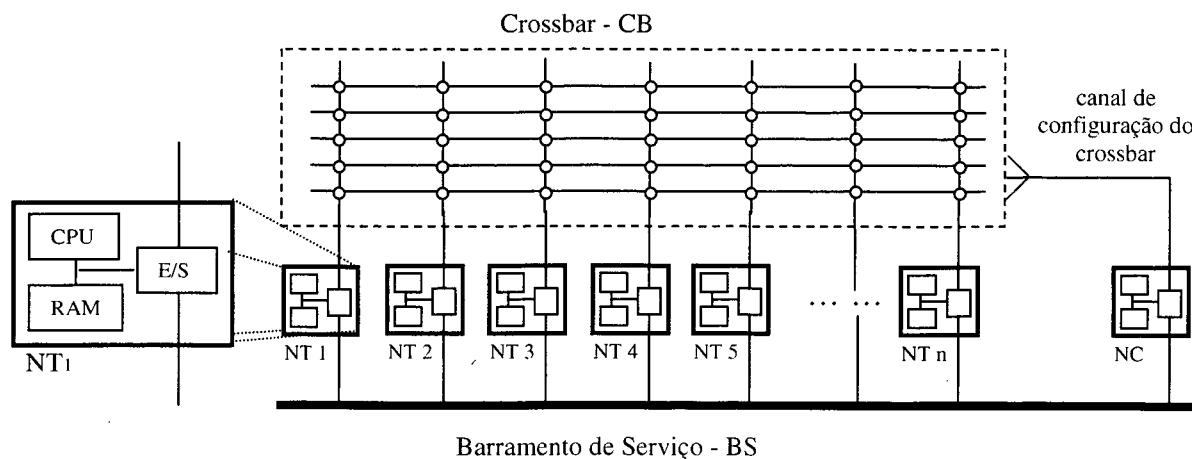 Crossbar - CB
canal de
configuração do
crossbar
CPU
E/S
RAM
NT1
NT 1
NT 2
NT 3
NT 4
NT 5
NT n
NC
Barramento de Serviço - BS